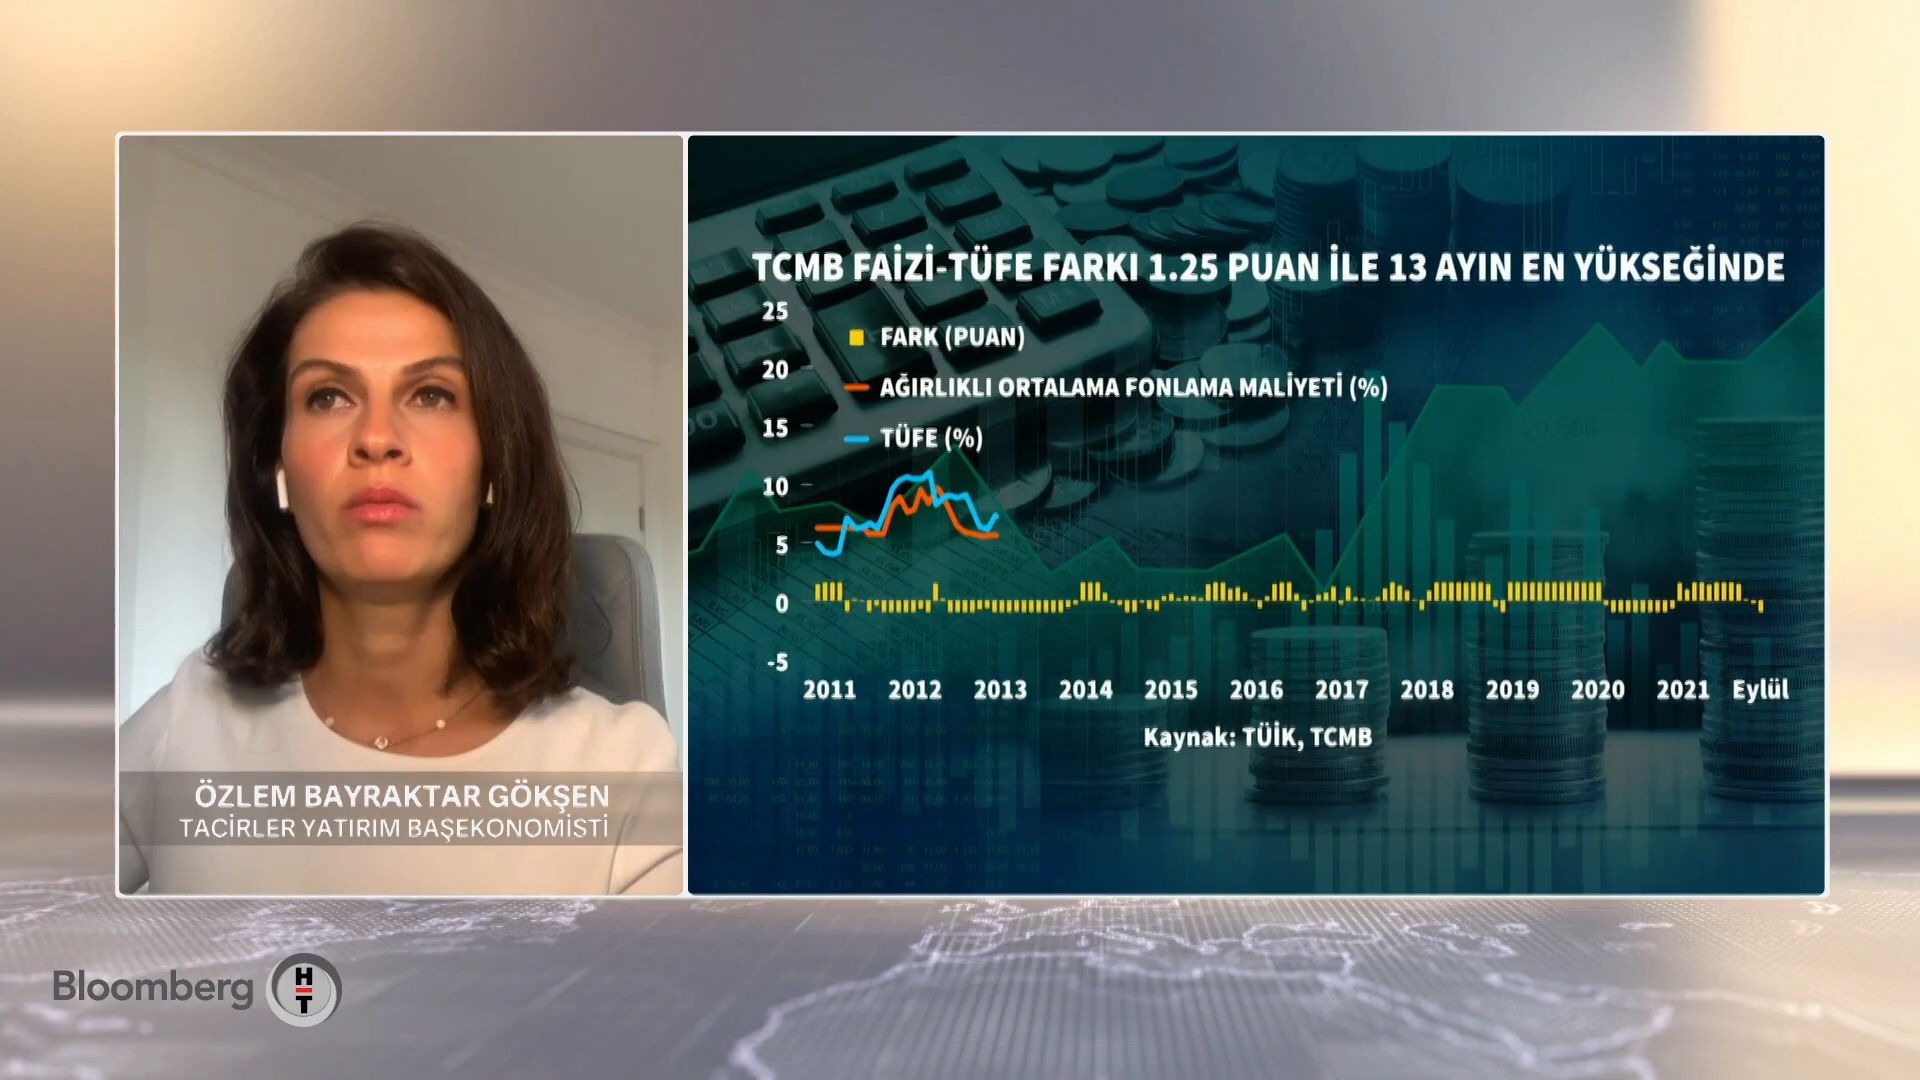 TCMB FAİZİ-TÜFE FARKI 1.25 PUAN İLE 13 AYIN EN YÜKSEĞİNDE
25
20
15
10
5
0
-5
FARK (PUAN)
AĞIRLIKLI ORTALAMA FONLAMA MALİYETİ (%)
TÜFE (%)
2011 2012 2013 2014 2015 2016 2017 2018 2019 2020 2021 Eylül
Kaynak: TÜİK, TCMB
ÖZLEM BAYRAKTAR GÖKŞEN
TACİRLER YATIRIM BAŞEKONOMİSTİ
Bloomberg HT